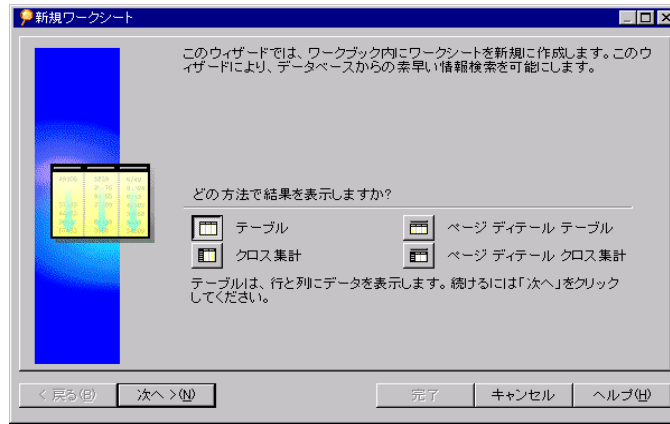 新規ワークシート
このウィザードでは、ワークブック内にワークシートを新規に作成します。このウ
ィザードにより、データベースからの素早い情報検索を可能にします。
どの方法で結果を表示しますか?
テーブル
ページ ディテール テーブル
クロス集計
ページ ディテール クロス集計
テーブルは、行と列にデータを表示します。続けるには「次へ」をクリック
してください。
< 戻る(B)
次へ >(N)
完了
キャンセル
ヘルプ(H)